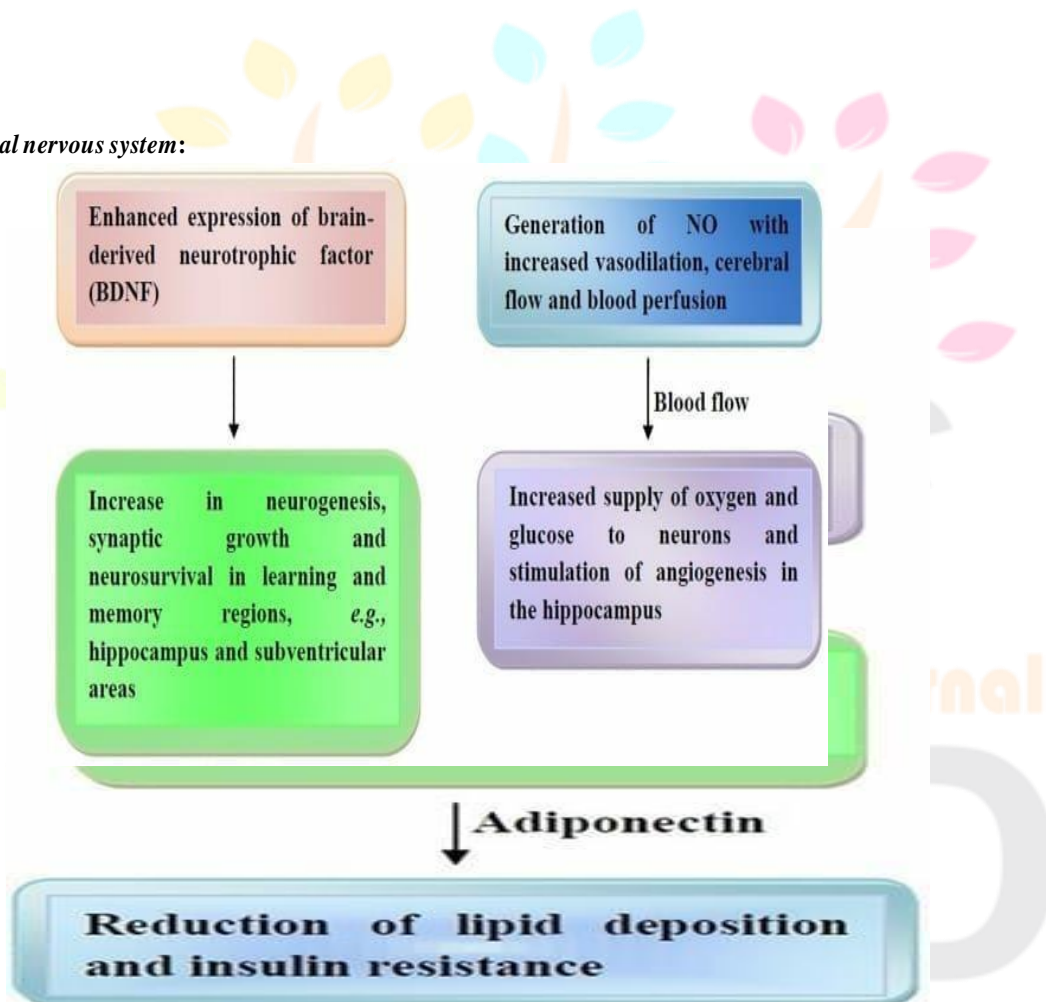 al nervous system:
Enhanced expression of brain-
derived neurotrophic factor
(BDNF)
Generation of NO with
increased vasodilation, cerebral
flow and blood perfusion
Blood flow
Increase in neurogenesis,
synaptic growth and
neurosurvival in learning and
memory regions, e.g.,
hippocampus and subventricular
areas
Increased supply of oxygen and
glucose to neurons and
stimulation of angiogenesis in
the hippocampus
rnal
Adiponectin
Reduction of lipid deposition
and insulin resistance